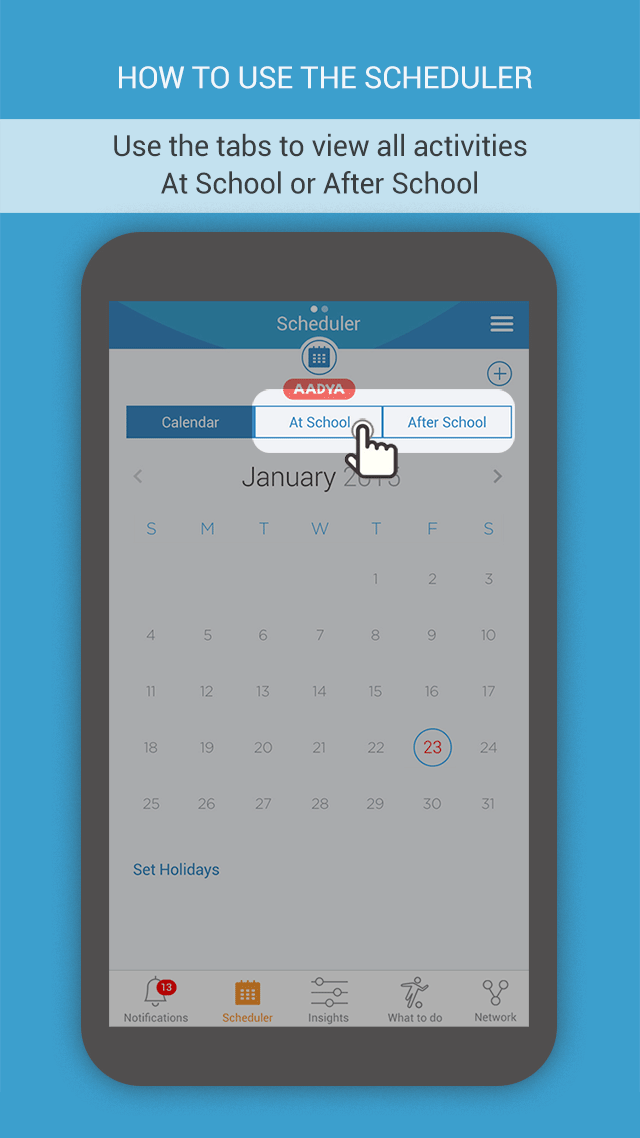 HOW TO USE THE SCHEDULER
Use the tabs to view all activities
At School or After School
Scheduler
AADYA
Calendar At School After School
January 2015
S M T W T F S
1 2 3
4 5 6 7 8 9 10
11 12 13 14 15 16 17
18 19 20 21 22 23 24
25 26 27 28 29 30 31
Set Holidays
13
Notifications Scheduler Insights What to do Network